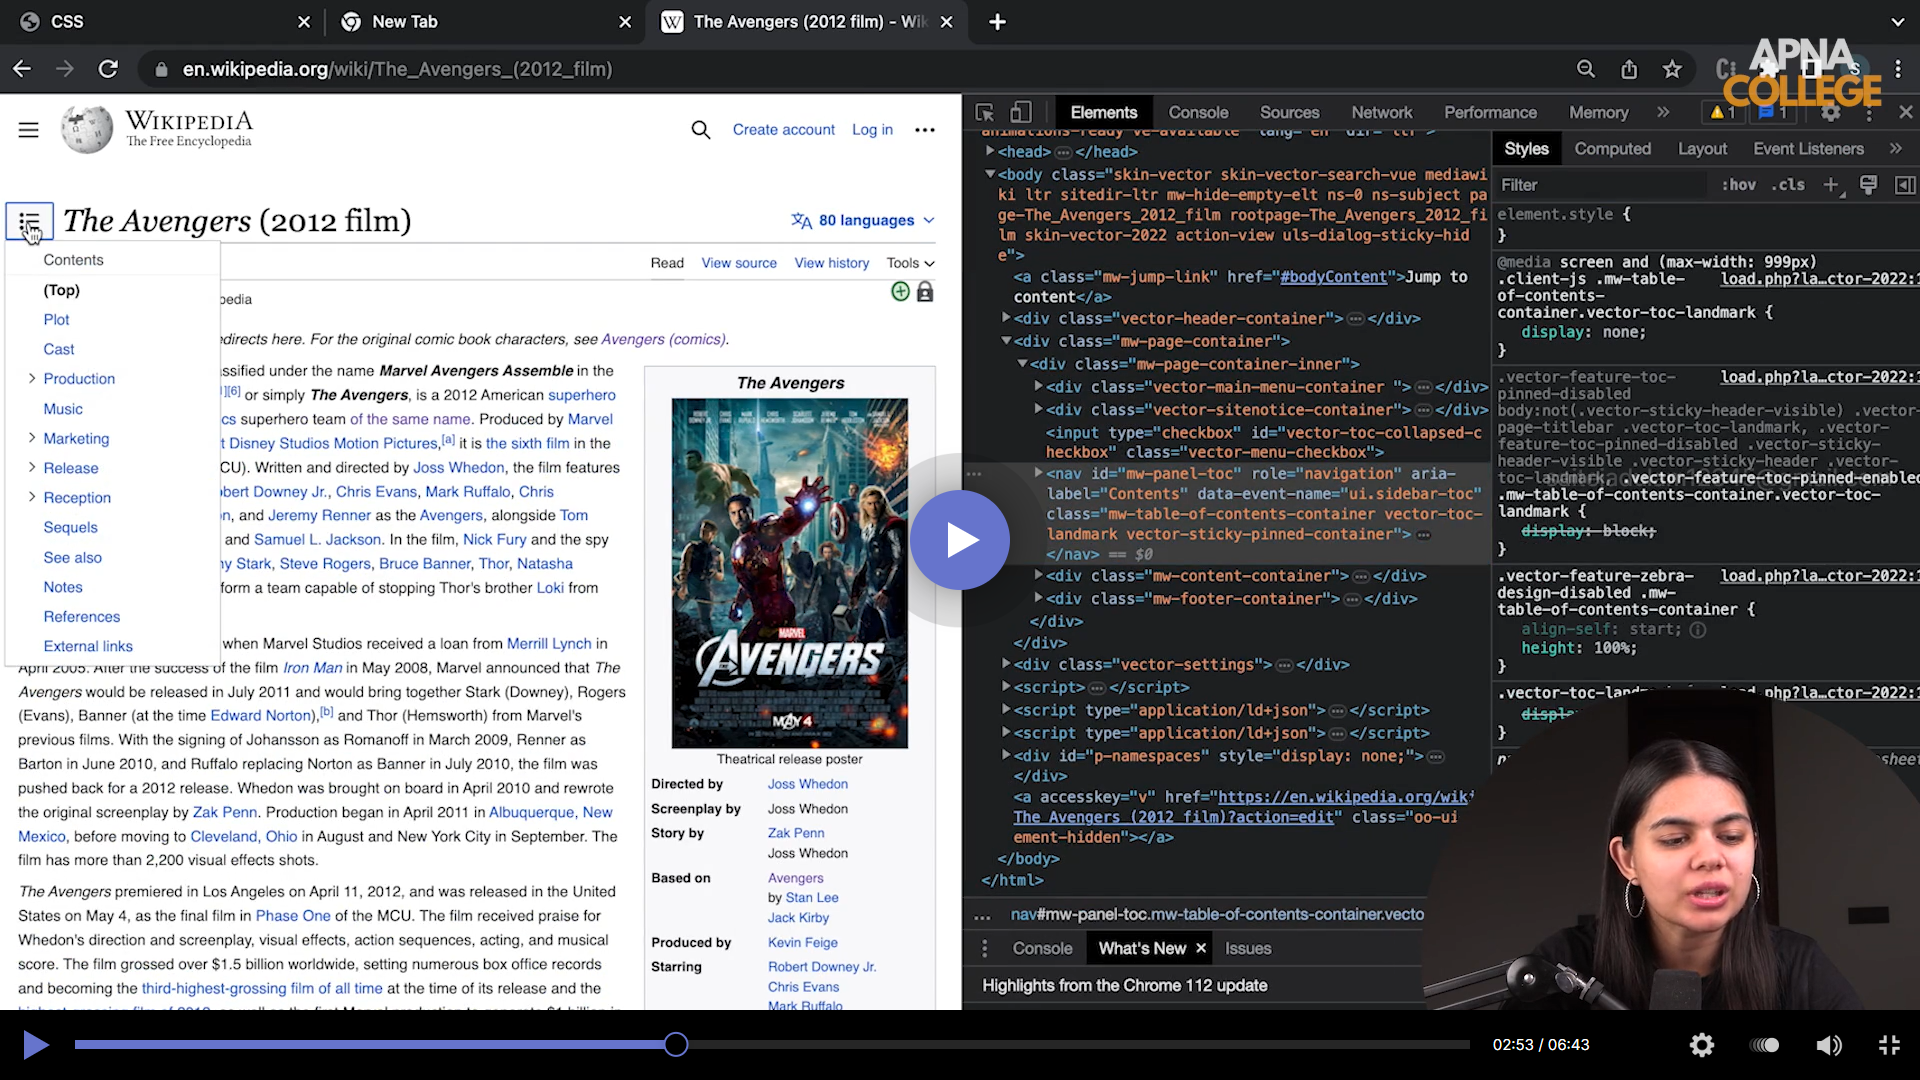 CSS
New Tab
The Avengers (2012 film) - Wik
en.wikipedia.org/wiki/The_Avengers_(2012_film)
APNA
COLLEGE
WIKIPEDIA
The Free Encyclopedia
Create account
Log in
The Avengers (2012 film)
80 languages
Read
View source
View history
Tools
Contents
(Top)
Plot
Cast
Production
Music
Marketing
Release
Reception
Sequels
See also
Notes
References
External links
pedia
directs here. For the original comic book characters, see Avengers (comics).
assified under the name Marvel Avengers Assemble in the
][6] or simply The Avengers, is a 2012 American superhero
cs superhero team of the same name. Produced by Marvel
t Disney Studios Motion Pictures,[a] it is the sixth film in the
CU). Written and directed by Joss Whedon, the film features
bert Downey Jr., Chris Evans, Mark Ruffalo, Chris
n, and Jeremy Renner as the Avengers, alongside Tom
and Samuel L. Jackson. In the film, Nick Fury and the spy
ny Stark, Steve Rogers, Bruce Banner, Thor, Natasha
form a team capable of stopping Thor's brother Loki from
when Marvel Studios received a loan from Merrill Lynch in
April 2005. After the success of the film Iron Man in May 2008, Marvel announced that The
Avengers would be released in July 2011 and would bring together Stark (Downey), Rogers
(Evans), Banner (at the time Edward Norton),[b] and Thor (Hemsworth) from Marvel's
previous films. With the signing of Johansson as Romanoff in March 2009, Renner as
Barton in June 2010, and Ruffalo replacing Norton as Banner in July 2010, the film was
pushed back for a 2012 release. Whedon was brought on board in April 2010 and rewrote
the original screenplay by Zak Penn. Production began in April 2011 in Albuquerque, New
Mexico, before moving to Cleveland, Ohio in August and New York City in September. The
film has more than 2,200 visual effects shots.
The Avengers premiered in Los Angeles on April 11, 2012, and was released in the United
States on May 4, as the final film in Phase One of the MCU. The film received praise for
Whedon's direction and screenplay, visual effects, action sequences, acting, and musical
score. The film grossed over $1.5 billion worldwide, setting numerous box office records
and becoming the third-highest-grossing film of all time at the time of its release and the
The Avengers
MARVEL
AVENGERS
MAY 4
Theatrical release poster
Directed by Joss Whedon
Screenplay by Joss Whedon
Story by Zak Penn
Joss Whedon
Based on Avengers
by Stan Lee
Jack Kirby
Produced by Kevin Feige
Starring Robert Downey Jr.
Chris Evans
Mark Ruffalo
Elements
Console
Sources
Network
Performance
Memory
1
1
animations-ready ve-available" lang="en" dir="ltr">
<head>…</head>
<body class="skin-vector skin-vector-search-vue mediawi
ki ltr sitedir-ltr mw-hide-empty-elt ns-0 ns-subject pa
ge-The_Avengers_2012_film rootpage-The_Avengers_2012_fi
lm skin-vector-2022 action-view uls-dialog-sticky-hid
e">
<a class="mw-jump-link" href="#bodyContent">Jump to
content</a>
<div class="vector-header-container">…</div>
<div class="mw-page-container">
<div class="mw-page-container-inner">
<div class="vector-main-menu-container ">…</div>
<div class="vector-sitenotice-container">…</div>
<input type="checkbox" id="vector-toc-collapsed-c
heckbox" class="vector-menu-checkbox">
<nav id="mw-panel-toc" role="navigation" aria-
label="Contents" data-event-name="ui.sidebar-toc"
class="mw-table-of-contents-container vector-toc-
landmark vector-sticky-pinned-container">…
</nav> == $0
<div class="mw-content-container">…</div>
<div class="mw-footer-container">…</div>
</div>
</div>
<div class="vector-settings">…</div>
<script>…</script>
<script type="application/ld+json">…</script>
<script type="application/ld+json">…</script>
<div id="p-namespaces" style="display: none;">…
</div>
<a accesskey="v" href="https://en.wikipedia.org/wiki
The_Avengers_(2012_film)?action=edit" class="oo-ui
ement-hidden"></a>
</body>
</html>
... nav#mw-panel-toc.mw-table-of-contents-container.vecto
Console
What's New
Issues
Highlights from the Chrome 112 update
Styles
Computed
Layout
Event Listeners
Filter
:hov .cls
element.style {
}
@media screen and (max-width: 999px)
.client-js .mw-table- load.php?la…ctor-2022:1
of-contents-
container.vector-toc-landmark {
display: none;
}
.vector-feature-toc- load.php?la…ctor-2022:1
pinned-disabled
body:not(.vector-sticky-header-visible) .vector-
page-titlebar .vector-toc-landmark, .vector-
feature-toc-pinned-disabled .vector-sticky-
header-visible .vector-sticky-header .vector-
toc-landmark, .vector-feature-toc-pinned-enabled
.mw-table-of-contents-container.vector-toc-
landmark {
display: block;
}
.vector-feature-zebra- load.php?la…ctor-2022:1
design-disabled .mw-
table-of-contents-container {
align-self: start;
height: 100%;
}
02:53 / 06:43